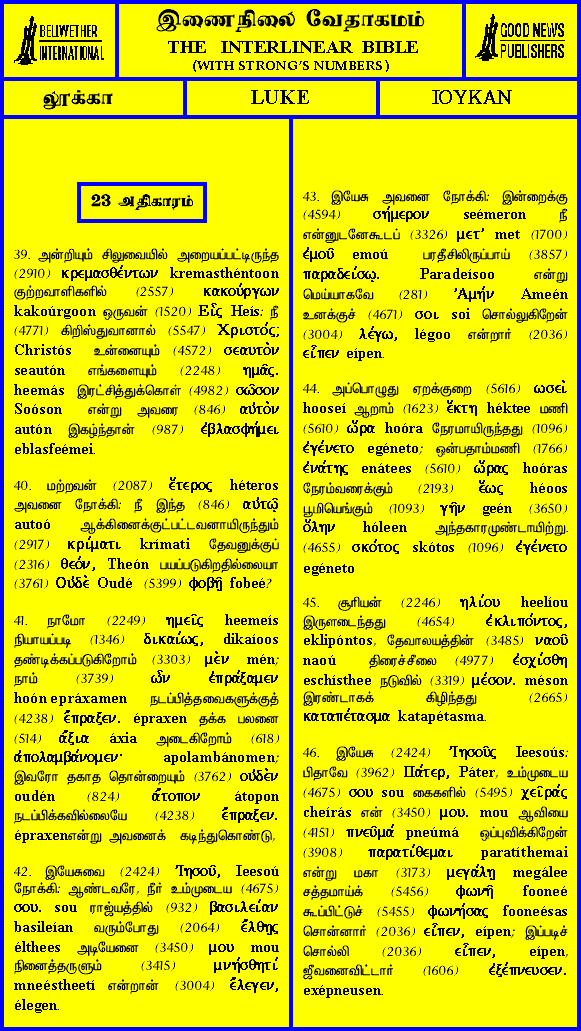 BELLWETHER
INTERNATIONAL
இணைநிலை வேதாகமம்
THE INTERLINEAR BIBLE
(WITH STRONG'S NUMBERS)
GOOD NEWS
PUBLISHERS
லூக்கா
LUKE
ΙΟΥΚΑΝ
23 அதிகாரம்
39. அன்றியும் சிலுவையில் அறையப்பட்டிருந்த
(2910) κρεμασθέντων kremasthéntoon
குற்றவாளிகளில் (2557) κακούργων
kakoúrgoon ஒருவன் (1520) Εἷς Heís: நீ
(4771) கிறிஸ்துவானால் (5547) Χριστός;
Christós உன்னையும் (4572) σεαυτὸν
seautón எங்களையும் (2248) ημᾶς.
heemás இரட்சித்துக்கொள் (4982) σῶσον
Soóson என்று அவரை (846) αὐτὸν
autón இகழ்ந்தான் (987) ἐβλασφήμει
eblasfeémei.
40. மற்றவன் (2087) ἕτερος héteros
அவனை நோக்கி: நீ இந்த (846) αὐτῷ
autoó ஆக்கினைக்குட்பட்டவனாயிருந்தும்
(2917) κρίματι krímati தேவனுக்குப்
(2316) θεόν, Theón பயப்படுகிறதில்லையா
(3761) Οὐδὲ Oudé (5399) φοβῇ fobeé?
41. நாமோ (2249) ημεῖς heemeís
நியாயப்படி (1346) δικαίως, dikaíoos
தண்டிக்கப்படுகிறோம் (3303) μὲν mén;
நாம் (3739) ὧν ἐπράξαμεν
hoón epráxamen நடப்பித்தவைகளுக்குத்
(4238) ἔπραξεν. épraxen தக்க பலனை
(514) ἄξια áxia அடைகிறோம் (618)
ἀπολαμβάνομεν· apolambánomen;
இவரோ தகாத தொன்றையும் (3762) οὐδὲν
oudén (824) ἄτοπον átopon
நடப்பிக்கவில்லையே (4238) ἔπραξεν.
épraxenஎன்று அவனைக் கடிந்துகொண்டு,
42. இயேசுவை (2424) Ἰησοῦ, Ieesoú
நோக்கி: ஆண்டவரே, நீர் உம்முடைய (4675)
σου. sou ராஜ்யத்தில் (932) βασιλείαν
basileían வரும்போது (2064) ἔλθῃς
élthees அடியேனை (3450) μου mou
நினைத்தருளும் (3415) μνήσθητί
mneéstheetí என்றான் (3004) ἔλεγεν,
élegen.
43. இயேசு அவனை நோக்கி: இன்றைக்கு
(4594) σήμερον seémeron நீ
என்னுடனேகூடப் (3326) μετ' met (1700)
ἐμοῦ emoú பரதீசிலிருப்பாய் (3857)
παραδείσῳ. Paradeísoo என்று
மெய்யாகவே (281) Ἀμήν Ameén
உனக்குச் (4671) σοι soi சொல்லுகிறேன்
(3004) λέγω, légoo என்றார் (2036)
εἶπεν eípen.
44. அப்பொழுது ஏறக்குறை (5616) ωσεὶ
hooseí ஆறாம் (1623) ἕκτη héktee மணி
(5610) ὥρα hoóra நேரமாயிருந்தது (1096)
ἐγένετο egéneto; ஒன்பதாம்மணி (1766)
ἐνάτης enátees (5610) ὥρας hoóras
நேரம்வரைக்கும் (2193) ἕως héoos
பூமியெங்கும் (1093) γῆν geén (3650)
ὅλην hóleen அந்தகாரமுண்டாயிற்று.
(4655) σκότος skótos (1096) ἐγένετο
egéneto
45. சூரியன் (2246) ηλίου heelíou
இருளடைந்தது (4654) ἐκλιπόντος,
eklipóntos, தேவாலயத்தின் (3485) ναοῦ
naoú திரைச்சீலை (4977) ἐσχίσθη
eschísthee நடுவில் (3319) μέσον. méson
இரண்டாகக் கிழிந்தது (2665)
καταπέτασμα katapétasma.
46. இயேசு (2424) Ἰησοῦς Ieesoús:
பிதாவே (3962) Πάτερ, Páter, உம்முடைய
(4675) σου sou கைகளில் (5495) χεῖράς
cheírás என் (3450) μου. mou ஆவியை
(4151) πνεῦμά pneúmá ஒப்புவிக்கிறேன்
(3908) παρατίθεμαι paratíthemai
என்று மகா (3173) μεγάλῃ megálee
சத்தமாய்க் (5456) φωνῇ fooneé
கூப்பிட்டுச் (5455) φωνήσας fooneésas
சொன்னார் (2036) εἶπεν, eípen; இப்படிச்
சொல்லி (2036) εἶπεν, eípen,
ஜீவனைவிட்டார் (1606) ἐξέπνευσεν.
exépneusen.